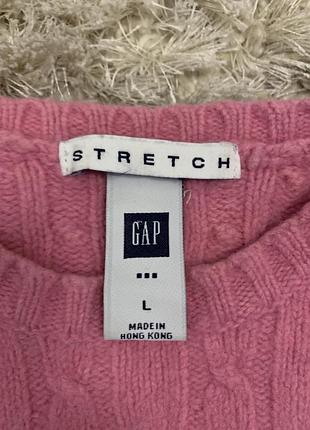 STRETCH
GAP
L
MADE IN
HONG KONG